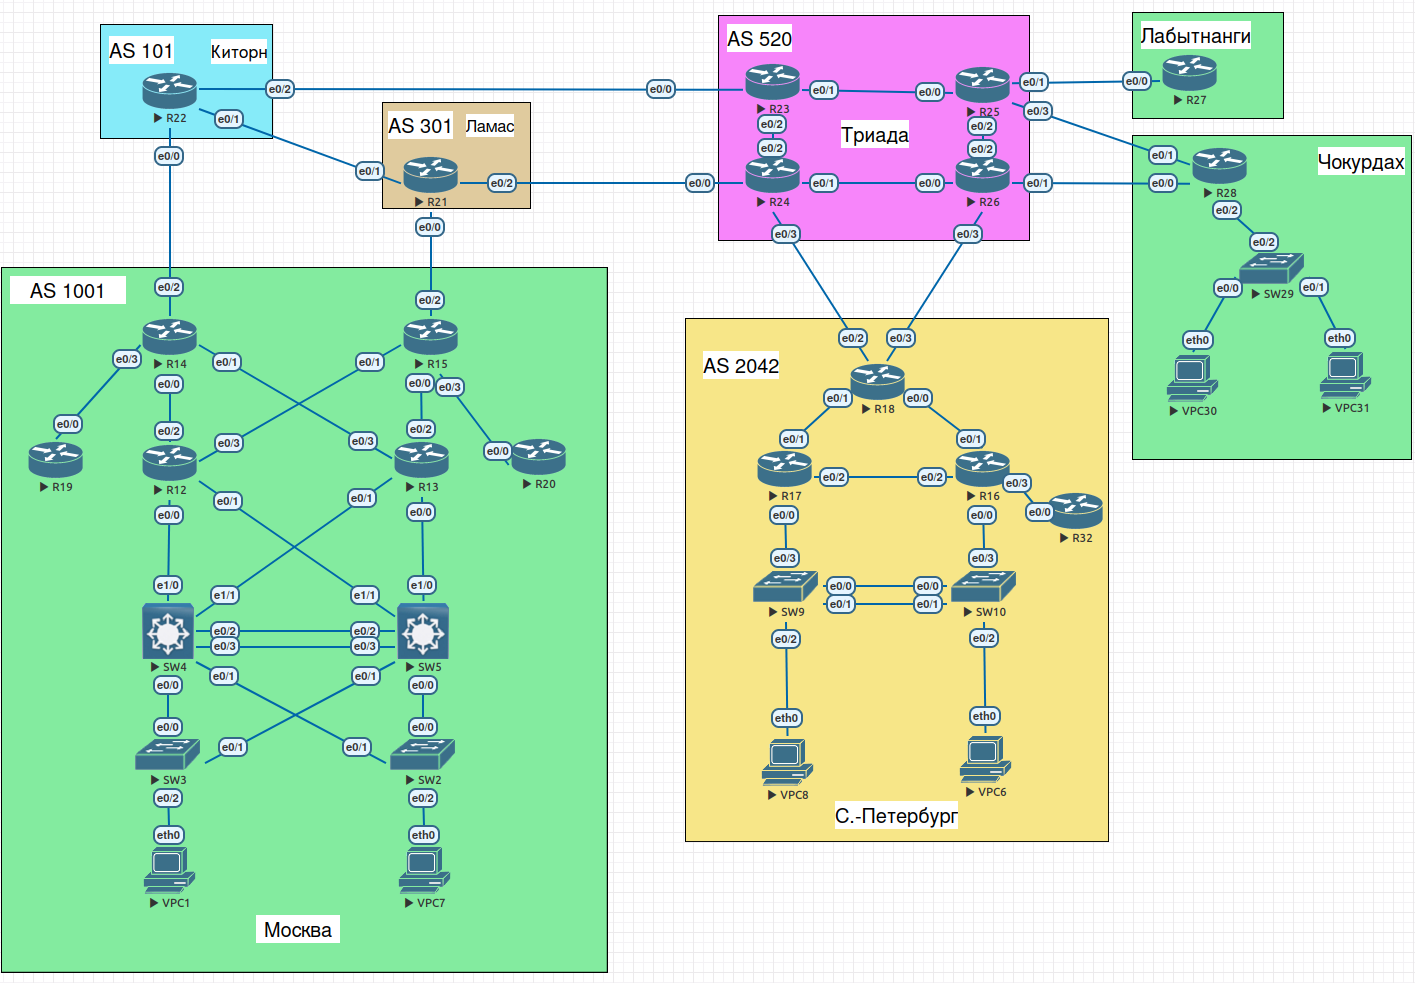 AS 101
Киторн
e0/2
R22
e0/1
e0/0
AS 301
Ламас
e0/1
e0/2
R21
e0/0
AS 520
e0/0
R23
e0/1
e0/0
R25
e0/1
e0/3
e0/2
e0/2
Триада
e0/2
e0/2
e0/0
R24
e0/1
e0/0
R26
e0/1
e0/3
e0/3
Лабытнанги
e0/0
R27
Чокурдах
e0/1
e0/0
R28
e0/2
e0/2
SW29
e0/0
e0/1
eth0
eth0
VPC30
VPC31
AS 1001
e0/2
e0/2
R14
R15
e0/3
e0/1
e0/1
e0/0
e0/0
e0/3
e0/0
e0/2
e0/3
e0/3
e0/2
e0/0
R19
R12
R13
R20
e0/1
e0/1
e0/0
e0/0
e1/0
e1/1
e1/1
e1/0
e0/2
e0/2
e0/3
e0/3
SW4
SW5
e0/0
e0/1
e0/1
e0/0
e0/0
e0/1
e0/1
e0/0
SW3
SW2
e0/2
e0/2
eth0
eth0
VPC1
VPC7
Москва
AS 2042
e0/2
e0/3
R18
e0/1
e0/0
e0/1
e0/1
R17
e0/2
e0/2
R16
e0/3
e0/0
R32
e0/0
e0/0
e0/3
e0/3
e0/0
e0/0
e0/1
e0/1
SW9
SW10
e0/2
e0/2
eth0
eth0
VPC8
VPC6
С.-Петербург